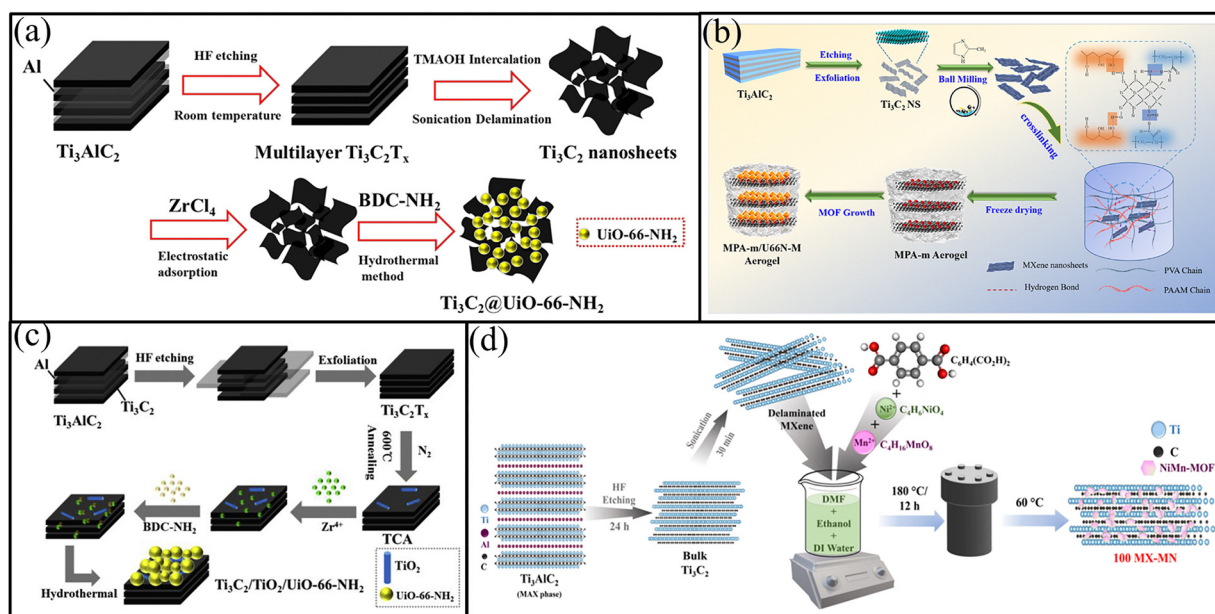 (a)
Al
HF etching
Room temperature
TMAOH Intercalation
Sonication Delamination
Ti₃AlC₂
Multilayer Ti₃C₂Tₓ
Ti₃C₂ nanosheets
ZrCl₄
Electrostatic
adsorption
BDC-NH₂
Hydrothermal
method
UiO-66-NH₂
Ti₃C₂@UiO-66-NH₂
(b)
Etching
Exfoliation
Ti₃AlC₂
Ti₃C₂ NS
Ball Milling
crosslinking
MOF Growth
Freeze drying
MPA-m/U66N-M
Aerogel
MPA-m Aerogel
MXene nanosheets
PVA Chain
Hydrogen Bond
PAAM Chain
(c)
Al
HF etching
Exfoliation
Ti₃C₂
Ti₃AlC₂
Ti₃C₂Tₓ
600℃
Annealing
N₂
BDC-NH₂
Zr⁴⁺
TCA
Hydrothermal
Ti₃C₂/TiO₂/UiO-66-NH₂
TiO₂
UiO-66-NH₂
(d)
C₆H₄(CO₂H)₂
+
Ni²⁺ C₄H₆NiO₄
+
Mn²⁺ C₄H₁₆MnO₈
Delaminated
MXene
Sonication
30 min
Ti
Al
C
Ti₃AlC₂
(MAX phase)
HF
Etching
24 h
Bulk
Ti₃C₂
DMF
+
Ethanol
+
DI Water
180 °C/
12 h
60 °C
Ti
C
NiMn-MOF
100 MX-MN